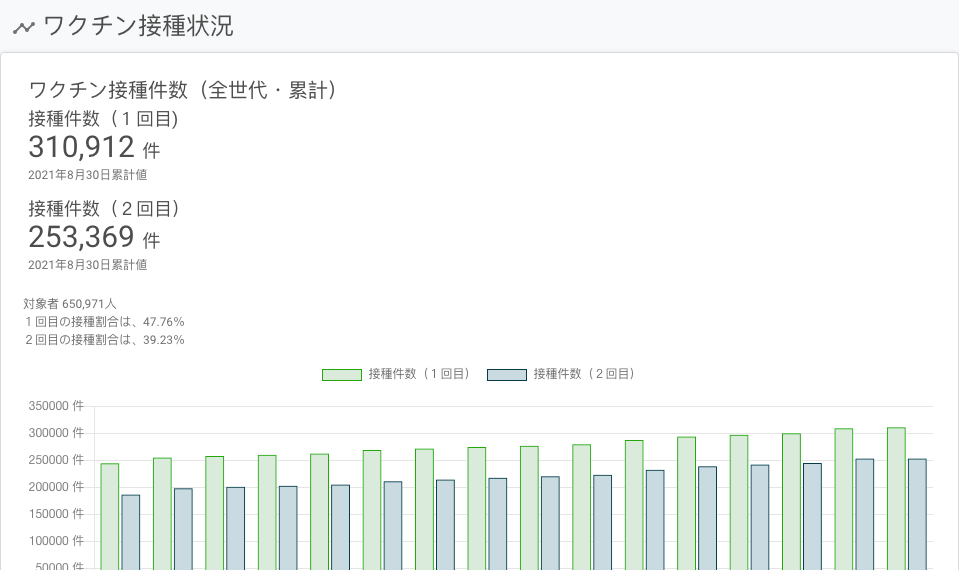 ワクチン接種状況
ワクチン接種件数（全世代・累計）
接種件数（１回目)
310,912 件
2021年8月30日累計値
接種件数（２回目）
253,369 件
2021年8月30日累計値
対象者 650,971人
１回目の接種割合は、47.76%
２回目の接種割合は、39.23%
接種件数（１回目） 接種件数（２回目）
350000 件
300000 件
250000 件
200000 件
150000 件
100000 件
50000 件